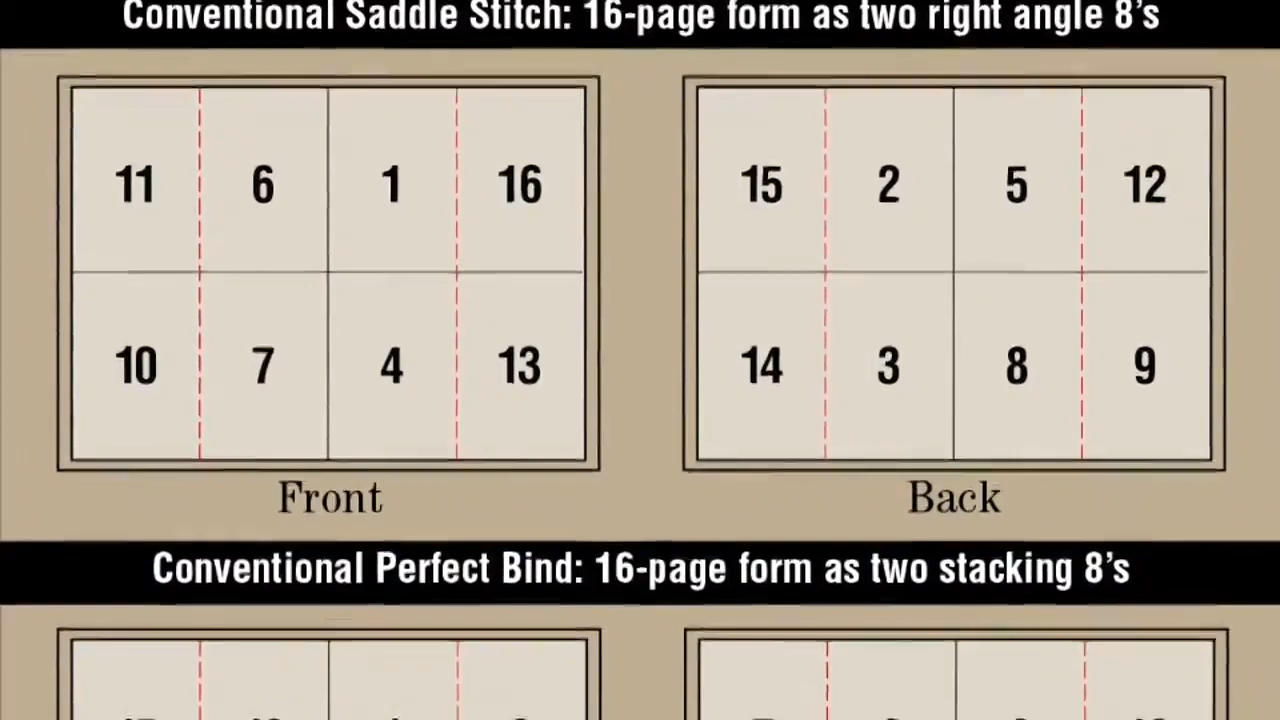 Conventional Saddle Stitch: 16-page form as two right angle 8’s
11 6 1 16
10 7 4 13
Front
15 2 5 12
14 3 8 9
Back
Conventional Perfect Bind: 16-page form as two stacking 8’s